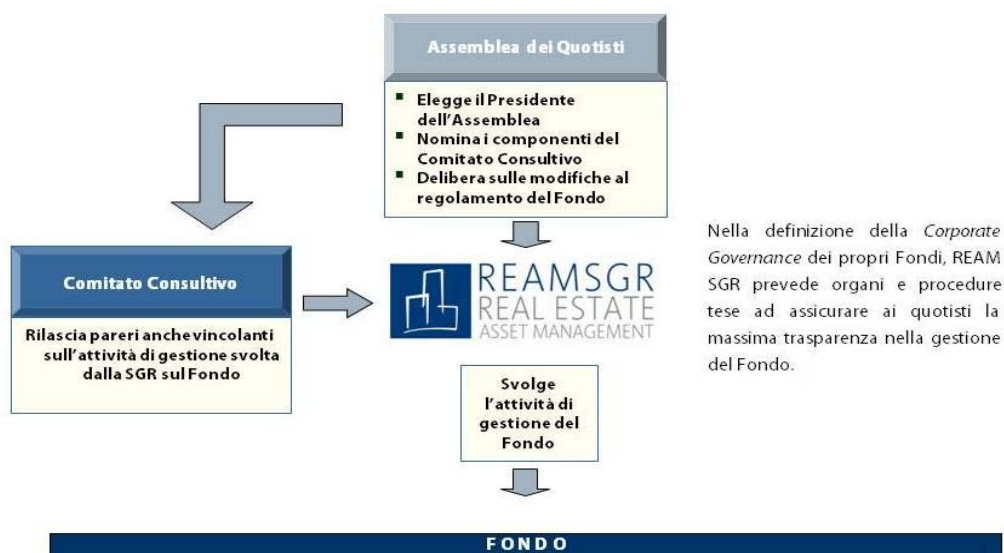 Assemblea dei Quotisti
▪ Elegge il Presidente
dell'Assemblea
▪ Nomina i componenti del
Comitato Consultivo
▪ Delibera sulle modifiche al
regolamento del Fondo
Comitato Consultivo
Rilascia pareri anche vincolanti
sull'attività di gestione svolta
dalla SGR sul Fondo
REAMSGR
REAL ESTATE
ASSET MANAGEMENT
Nella definizione della Corporate
Governance dei propri Fondi, REAM
SGR prevede organi e procedure
tese ad assicurare ai quotisti la
massima trasparenza nella gestione
del Fondo.
Svolge
l'attività di
gestione del
Fondo
FONDO